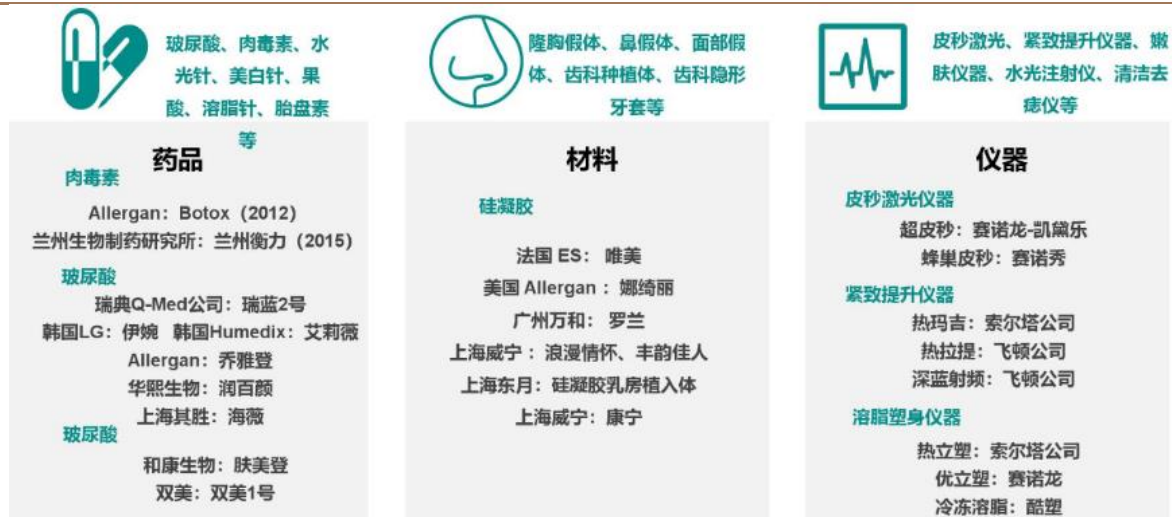 玻尿酸、肉毒素、水
光针、美白针、果
酸、溶脂针、胎盘素
等
药品
肉毒素
Allergan：Botox（2012）
兰州生物制药研究所：兰州衡力（2015）
玻尿酸
瑞典Q-Med公司：瑞蓝2号
韩国LG：伊婉 韩国Humedix：艾莉薇
Allergan：乔雅登
华熙生物：润百颜
上海其胜：海薇
玻尿酸
和康生物：肤美登
双美：双美1号
隆胸假体、鼻假体、面部假
体、齿科种植体、齿科隐形
牙套等
材料
硅凝胶
法国 ES： 唯美
美国 Allergan ：娜绮丽
广州万和： 罗兰
上海威宁 ：浪漫情怀、丰韵佳人
上海东月：硅凝胶乳房植入体
上海威宁：康宁
皮秒激光、紧致提升仪器、嫩
肤仪器、水光注射仪、清洁去
痣仪等
仪器
皮秒激光仪器
超皮秒：赛诺龙-凯黛乐
蜂巢皮秒：赛诺秀
紧致提升仪器
热玛吉：索尔塔公司
热拉提：飞顿公司
深蓝射频：飞顿公司
溶脂塑身仪器
热立塑：索尔塔公司
优立塑：赛诺龙
冷冻溶脂：酷塑